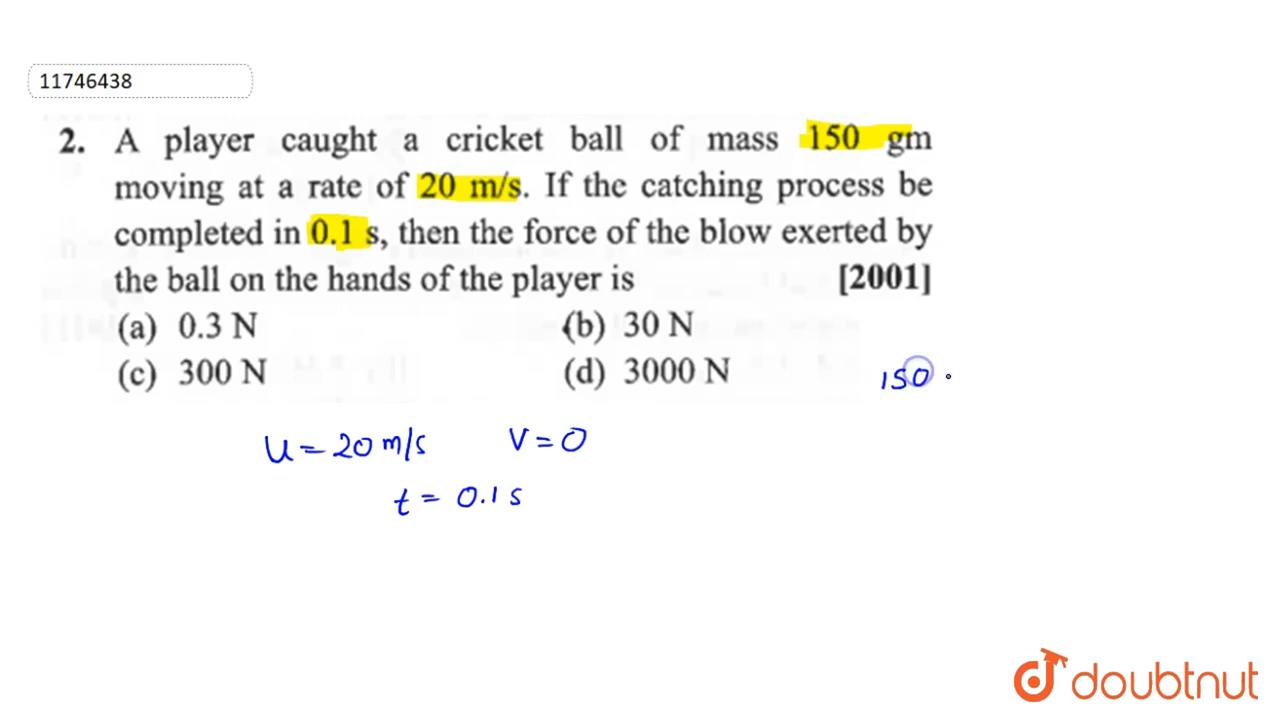 11746438
2. A player caught a cricket ball of mass 150 gm
moving at a rate of 20 m/s. If the catching process be
completed in 0.1 s, then the force of the blow exerted by
the ball on the hands of the player is [2001]
(a) 0.3 N (b) 30 N
(c) 300 N (d) 3000 N
150 .
u = 20 m/s v = 0
t = 0.1 s
doubtnut